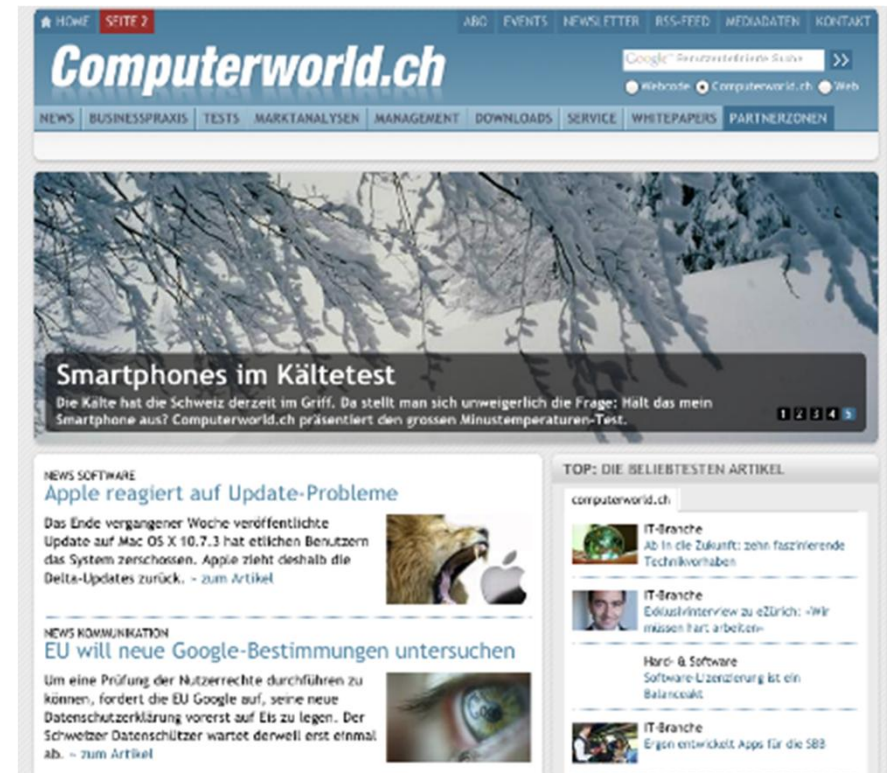 HOME SEITE 2 ABO EVENTS NEWSLETTER RSS-FEED MEDIADATEN KONTAKT
Computerworld.ch
Google Benutzerdefinierte Suche
Webcode Computerworld.ch Web
NEWS BUSINESSPRAXIS TESTS MARKTANALYSEN MANAGEMENT DOWNLOADS SERVICE WHITEPAPERS PARTNERZONEN
Smartphones im Kältetest
Die Kälte hat die Schweiz derzeit im Griff. Da stellt man sich unweigerlich die Frage: Hält das mein
Smartphone aus? Computerworld.ch präsentiert den grossen Minustemperaturen-Test.
1 2 3 4 5
NEWS SOFTWARE
Apple reagiert auf Update-Probleme
Das Ende vergangener Woche veröffentlichte
Update auf Mac OS X 10.7.3 hat etlichen Benutzern
das System zerschossen. Apple zieht deshalb die
Delta-Updates zurück. » zum Artikel
NEWS KOMMUNIKATION
EU will neue Google-Bestimmungen untersuchen
Um eine Prüfung der Nutzerrechte durchführen zu
können, fordert die EU Google auf, seine neue
Datenschutzerklärung vorerst auf Eis zu legen. Der
Schweizer Datenschützer wartet derweil erst einmal
ab. » zum Artikel
TOP: DIE BELIEBTESTEN ARTIKEL
computerworld.ch
IT-Branche
Ab in die Zukunft: zehn faszinierende
Technikvorhaben
IT-Branche
Exklusivinterview zu eZürich: «Wir
müssen hart arbeiten»
Hard- & Software
Software-Lizenzierung ist ein
Balanceakt
IT-Branche
Ergon entwickelt Apps für die SBB